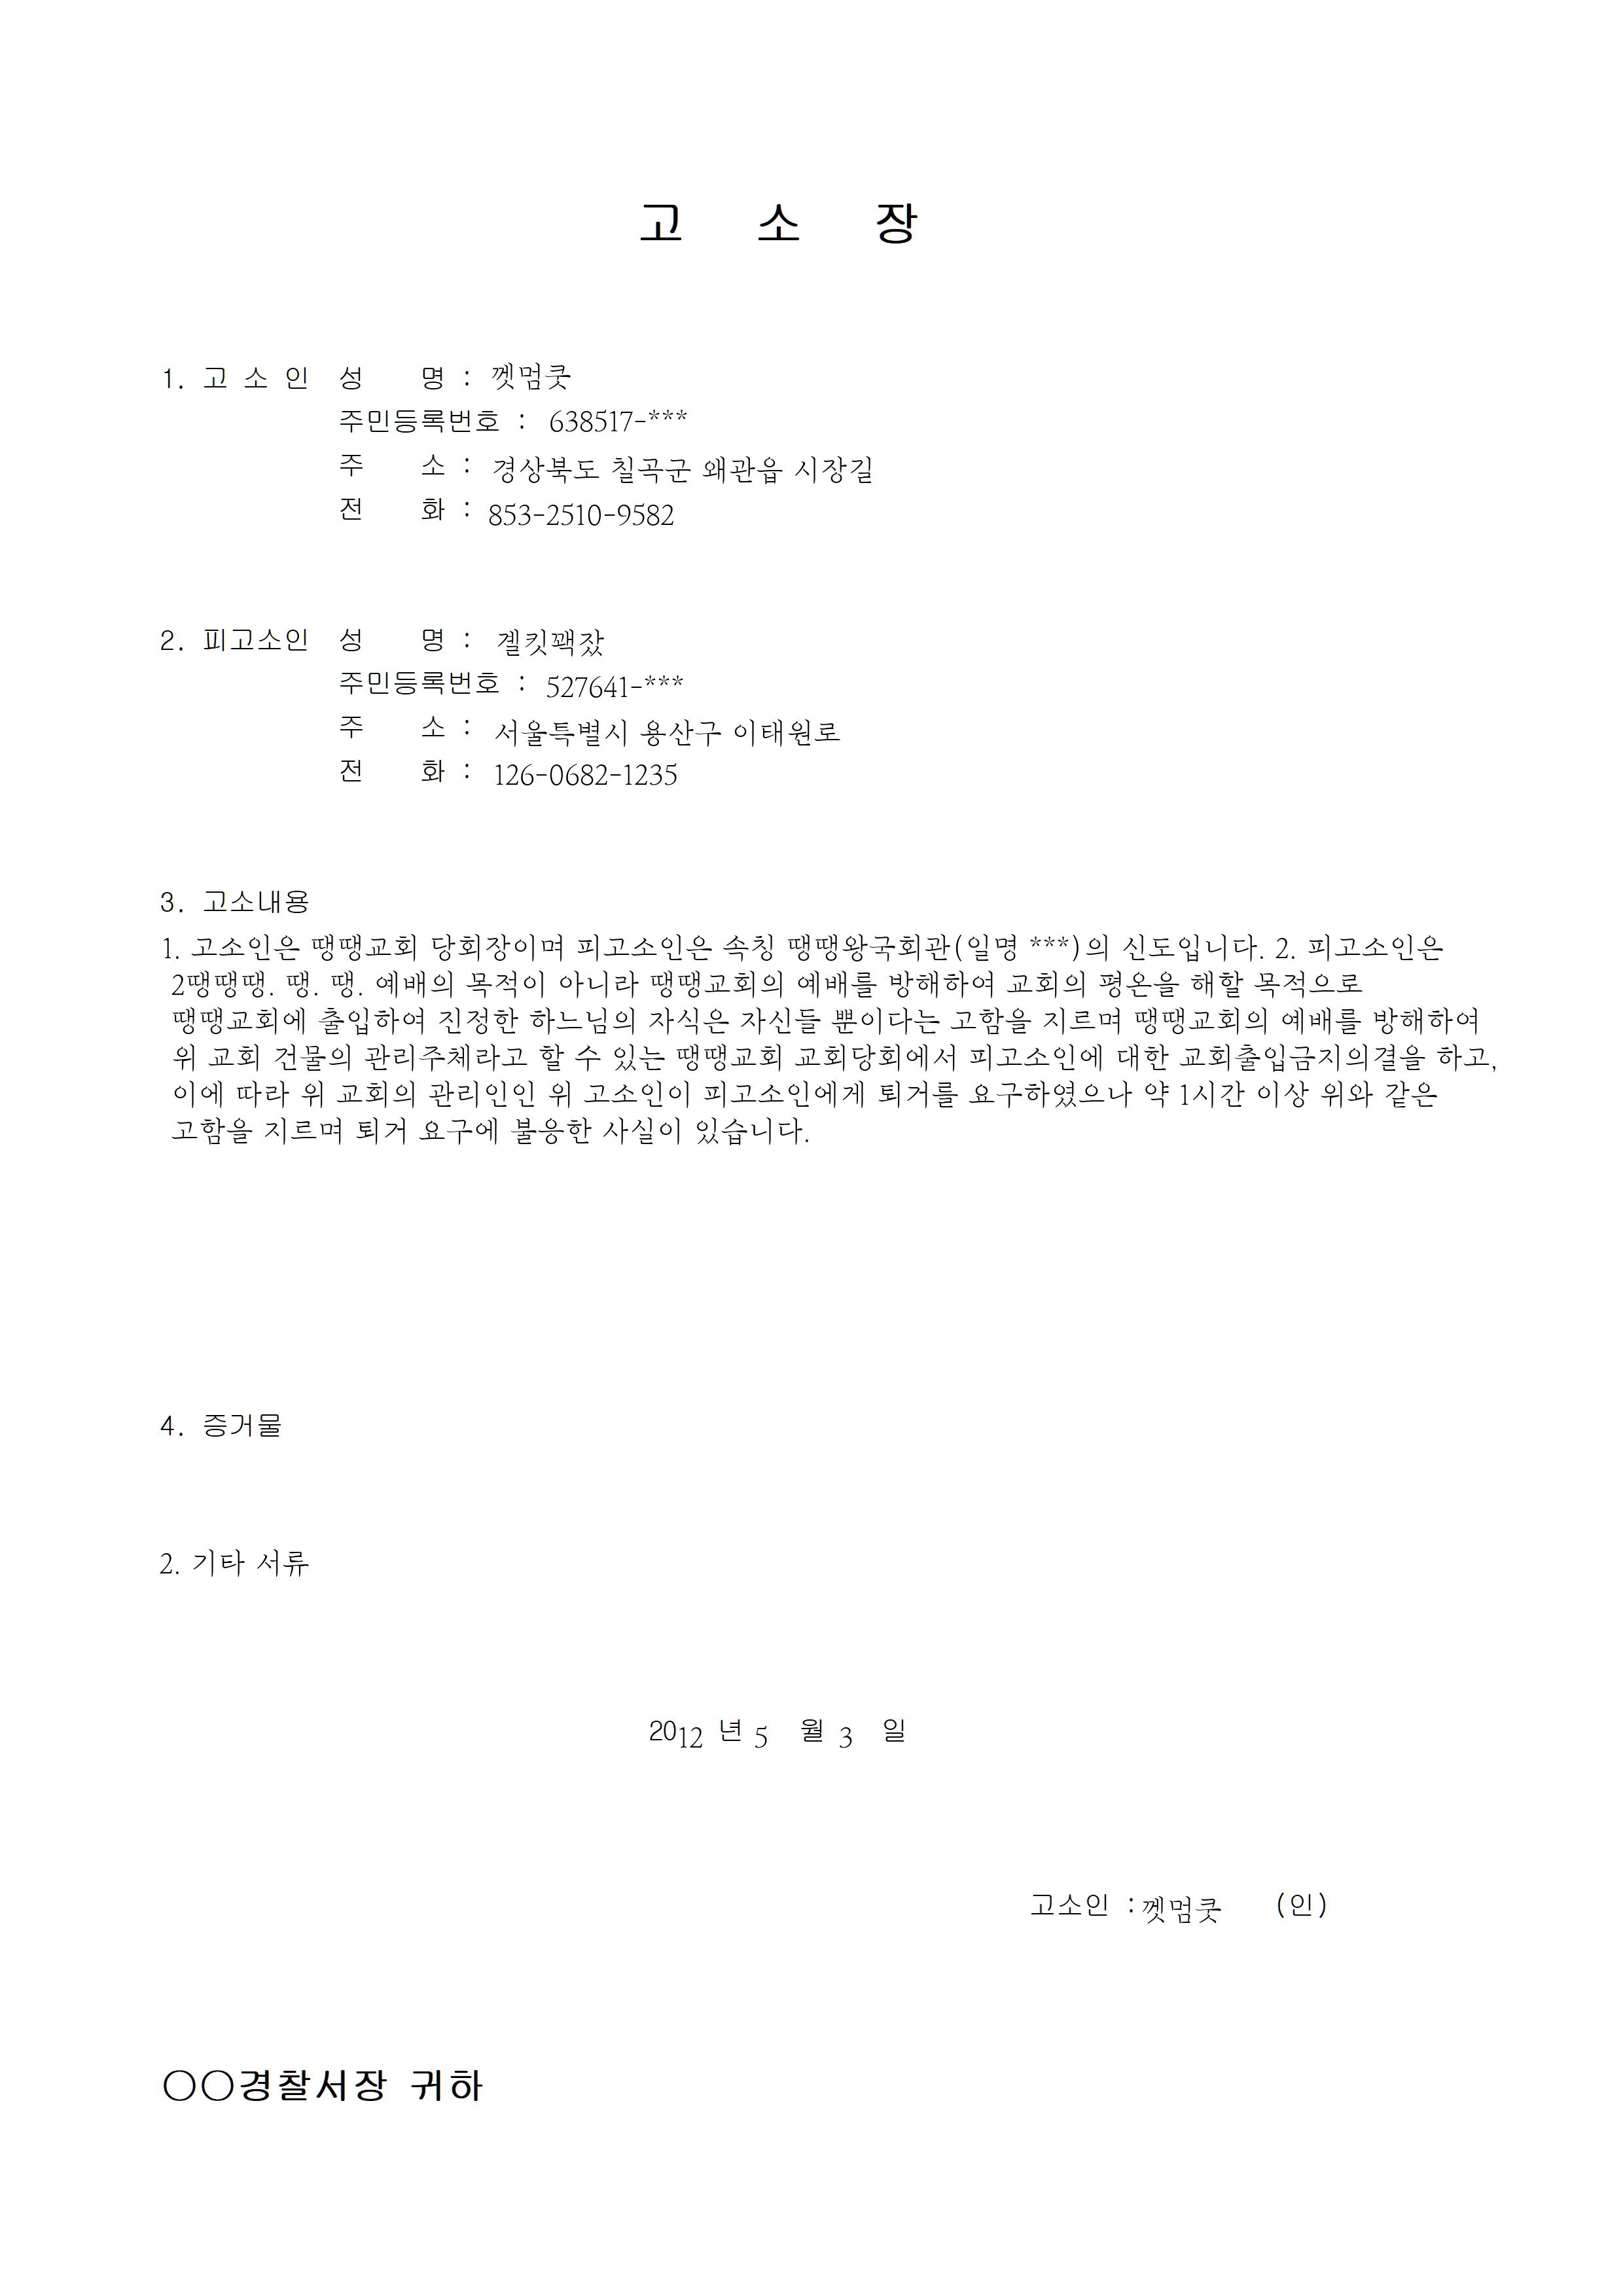 고 소 장
1. 고 소 인 성 명 : 껫멈쿳
주민등록번호 : 638517-***
주 소 : 경상북도 칠곡군 왜관읍 시장길
전 화 : 853-2510-9582
2. 피고소인 성 명 : 곌킷꽥잤
주민등록번호 : 527641-***
주 소 : 서울특별시 용산구 이태원로
전 화 : 126-0682-1235
3. 고소내용
1. 고소인은 땡땡교회 당회장이며 피고소인은 속칭 땡땡왕국회관(일명 ***)의 신도입니다. 2. 피고소인은
2땡땡땡. 땡. 땡. 예배의 목적이 아니라 땡땡교회의 예배를 방해하여 교회의 평온을 해할 목적으로
땡땡교회에 출입하여 진정한 하느님의 자식은 자신들 뿐이다는 고함을 지르며 땡땡교회의 예배를 방해하여
위 교회 건물의 관리주체라고 할 수 있는 땡땡교회 교회당회에서 피고소인에 대한 교회출입금지의결을 하고,
이에 따라 위 교회의 관리인인 위 고소인이 피고소인에게 퇴거를 요구하였으나 약 1시간 이상 위와 같은
고함을 지르며 퇴거 요구에 불응한 사실이 있습니다.
4. 증거물
2. 기타 서류
2012 년 5 월 3 일
고소인 : 껫멈쿳 (인)
○○경찰서장 귀하